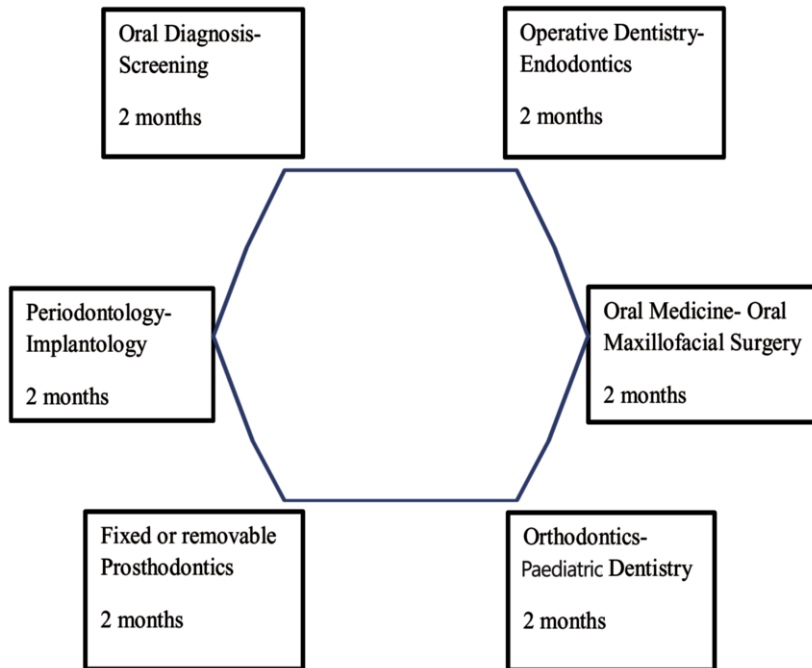 Oral Diagnosis-
Screening
2 months
Operative Dentistry-
Endodontics
2 months
Periodontology-
Implantology
2 months
Oral Medicine- Oral
Maxillofacial Surgery
2 months
Fixed or removable
Prosthodontics
2 months
Orthodontics-
Paediatric Dentistry
2 months